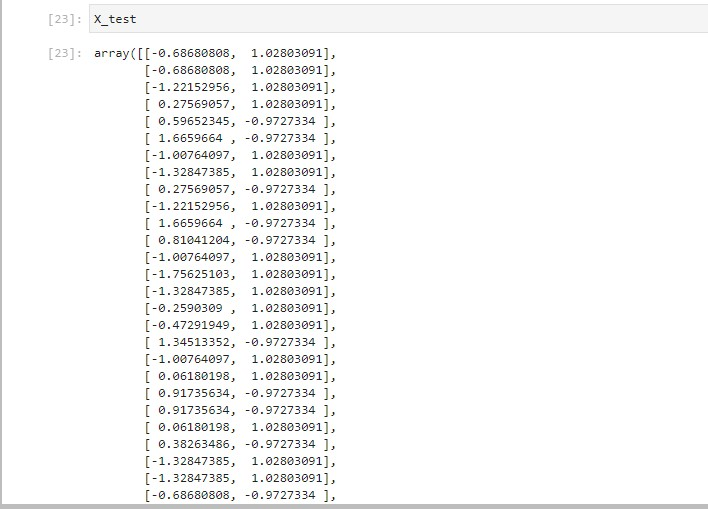 [23]: X_test
[23]: array([[-0.68680808,  1.02803091],
       [-0.68680808,  1.02803091],
       [-1.22152956,  1.02803091],
       [ 0.27569057,  1.02803091],
       [ 0.59652345, -0.9727334 ],
       [ 1.6659664 , -0.9727334 ],
       [-1.00764097,  1.02803091],
       [-1.32847385,  1.02803091],
       [ 0.27569057, -0.9727334 ],
       [-1.22152956,  1.02803091],
       [ 1.6659664 , -0.9727334 ],
       [ 0.81041204, -0.9727334 ],
       [-1.00764097,  1.02803091],
       [-1.75625103,  1.02803091],
       [-1.32847385,  1.02803091],
       [-0.2590309 ,  1.02803091],
       [-0.47291949,  1.02803091],
       [ 1.34513352, -0.9727334 ],
       [-1.00764097,  1.02803091],
       [ 0.06180198,  1.02803091],
       [ 0.91735634, -0.9727334 ],
       [ 0.91735634, -0.9727334 ],
       [ 0.06180198,  1.02803091],
       [ 0.38263486, -0.9727334 ],
       [-1.32847385,  1.02803091],
       [-1.32847385,  1.02803091],
       [-0.68680808, -0.9727334 ],